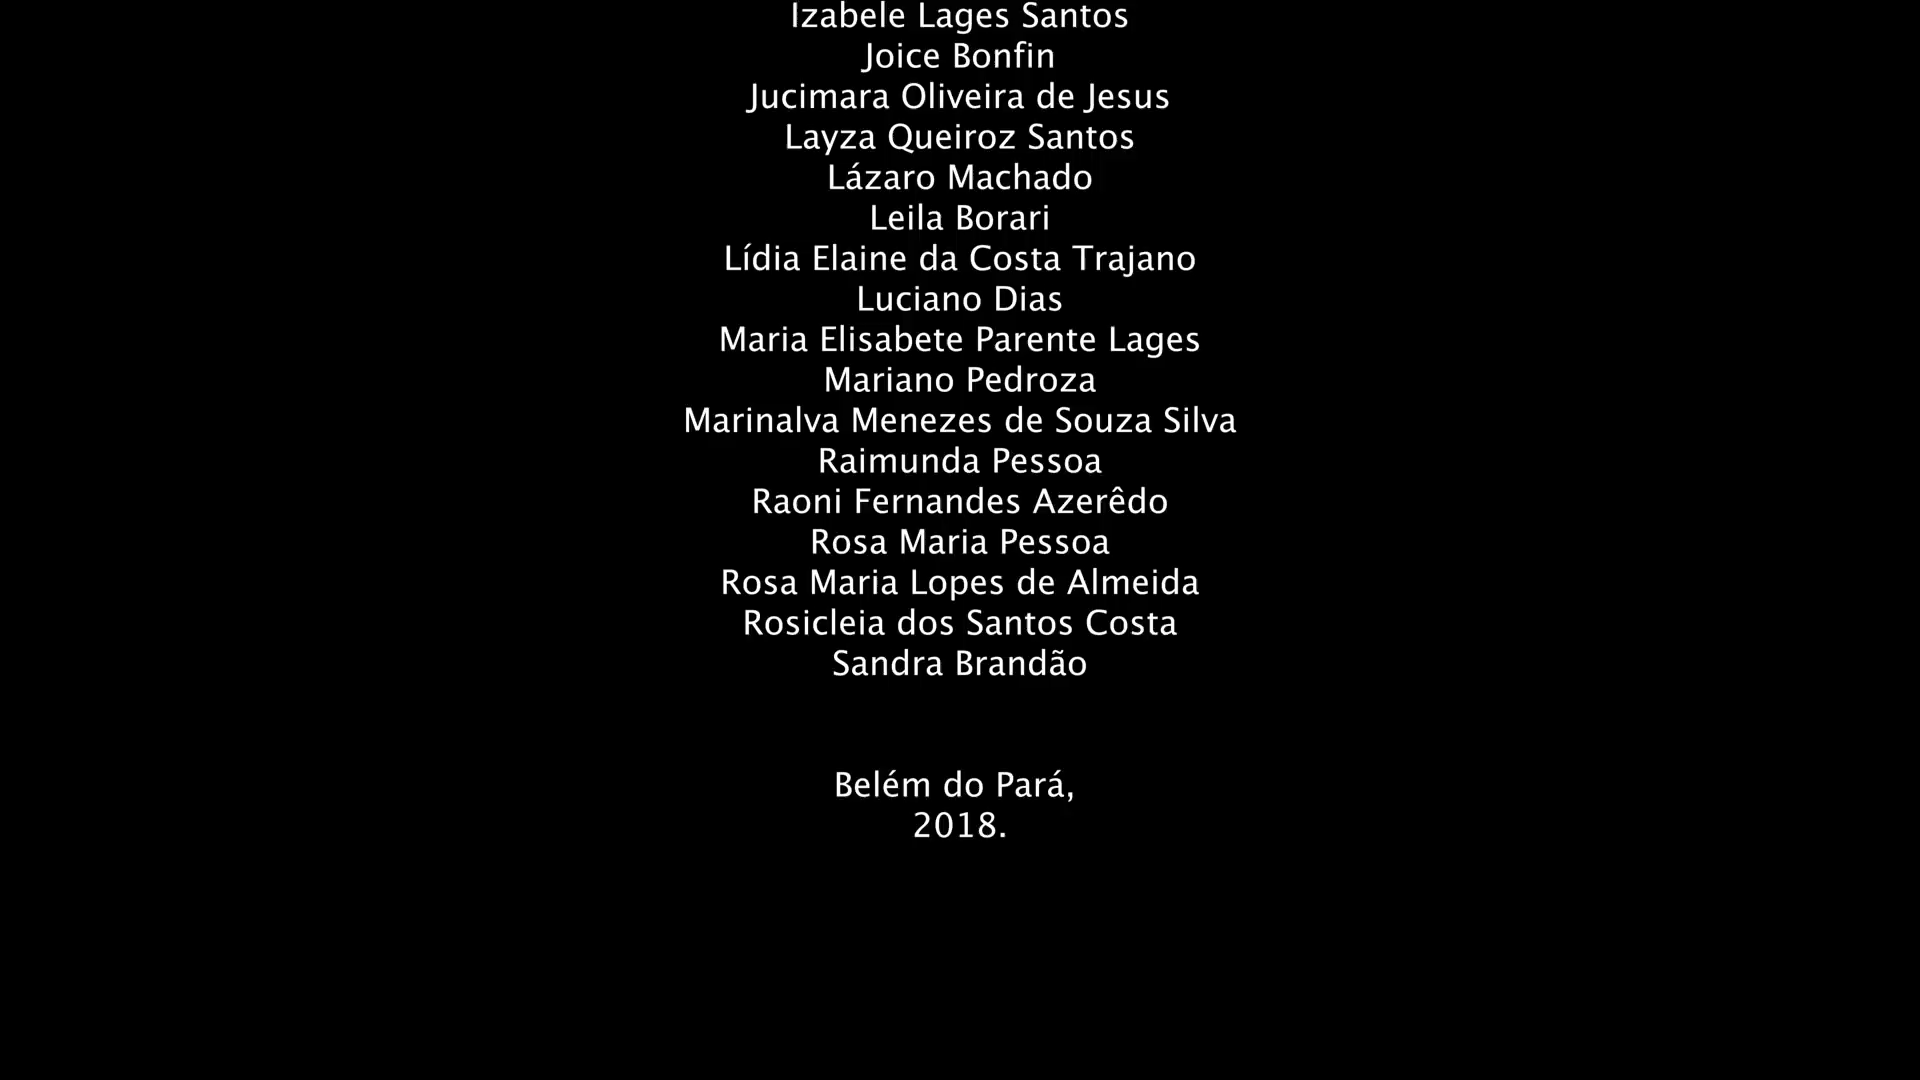 Izabele Lages Santos
Joice Bonfin
Jucimara Oliveira de Jesus
Layza Queiroz Santos
Lázaro Machado
Leila Borari
Lídia Elaine da Costa Trajano
Luciano Dias
Maria Elisabete Parente Lages
Mariano Pedroza
Marinalva Menezes de Souza Silva
Raimunda Pessoa
Raoni Fernandes Azerêdo
Rosa Maria Pessoa
Rosa Maria Lopes de Almeida
Rosicleia dos Santos Costa
Sandra Brandão
Belém do Pará,
2018.